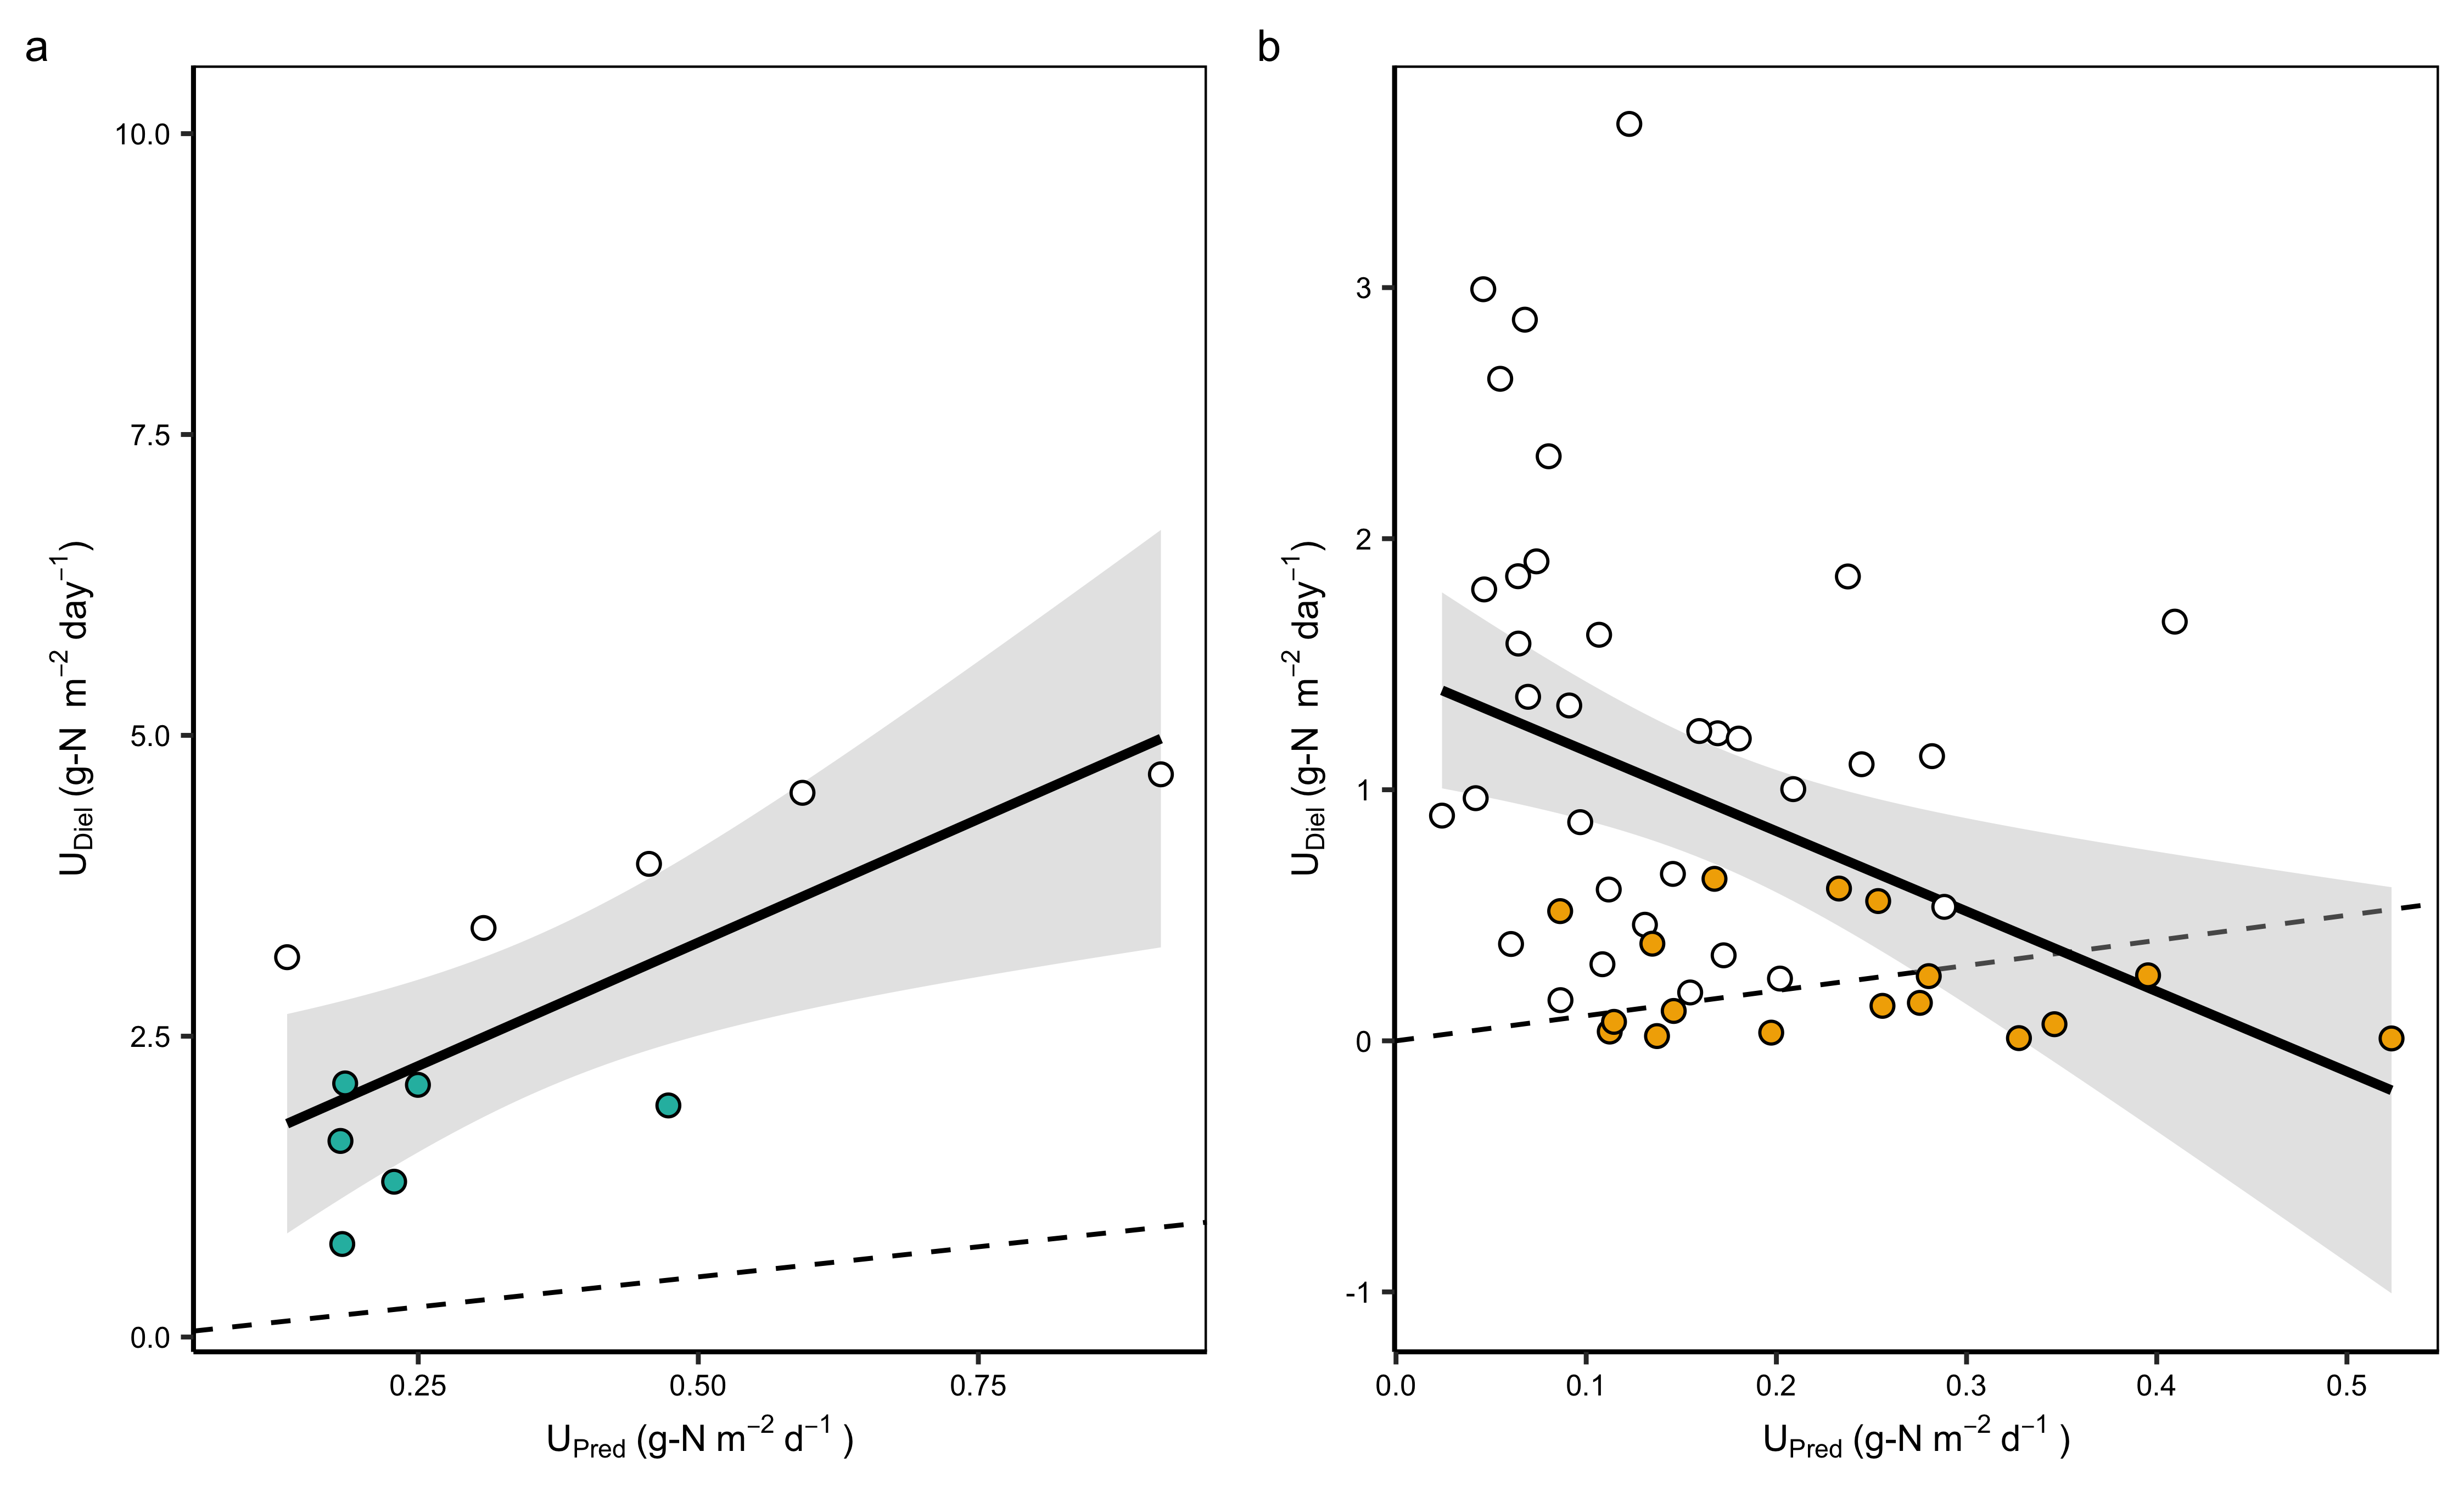 a
10.0
7.5
5.0
2.5
0.0
U_Diel (g-N m⁻² day⁻¹)
0.25 0.50 0.75
U_Pred (g-N m⁻² d⁻¹ )
b
3
2
1
0
-1
U_Diel (g-N m⁻² day⁻¹)
0.0 0.1 0.2 0.3 0.4 0.5
U_Pred (g-N m⁻² d⁻¹ )